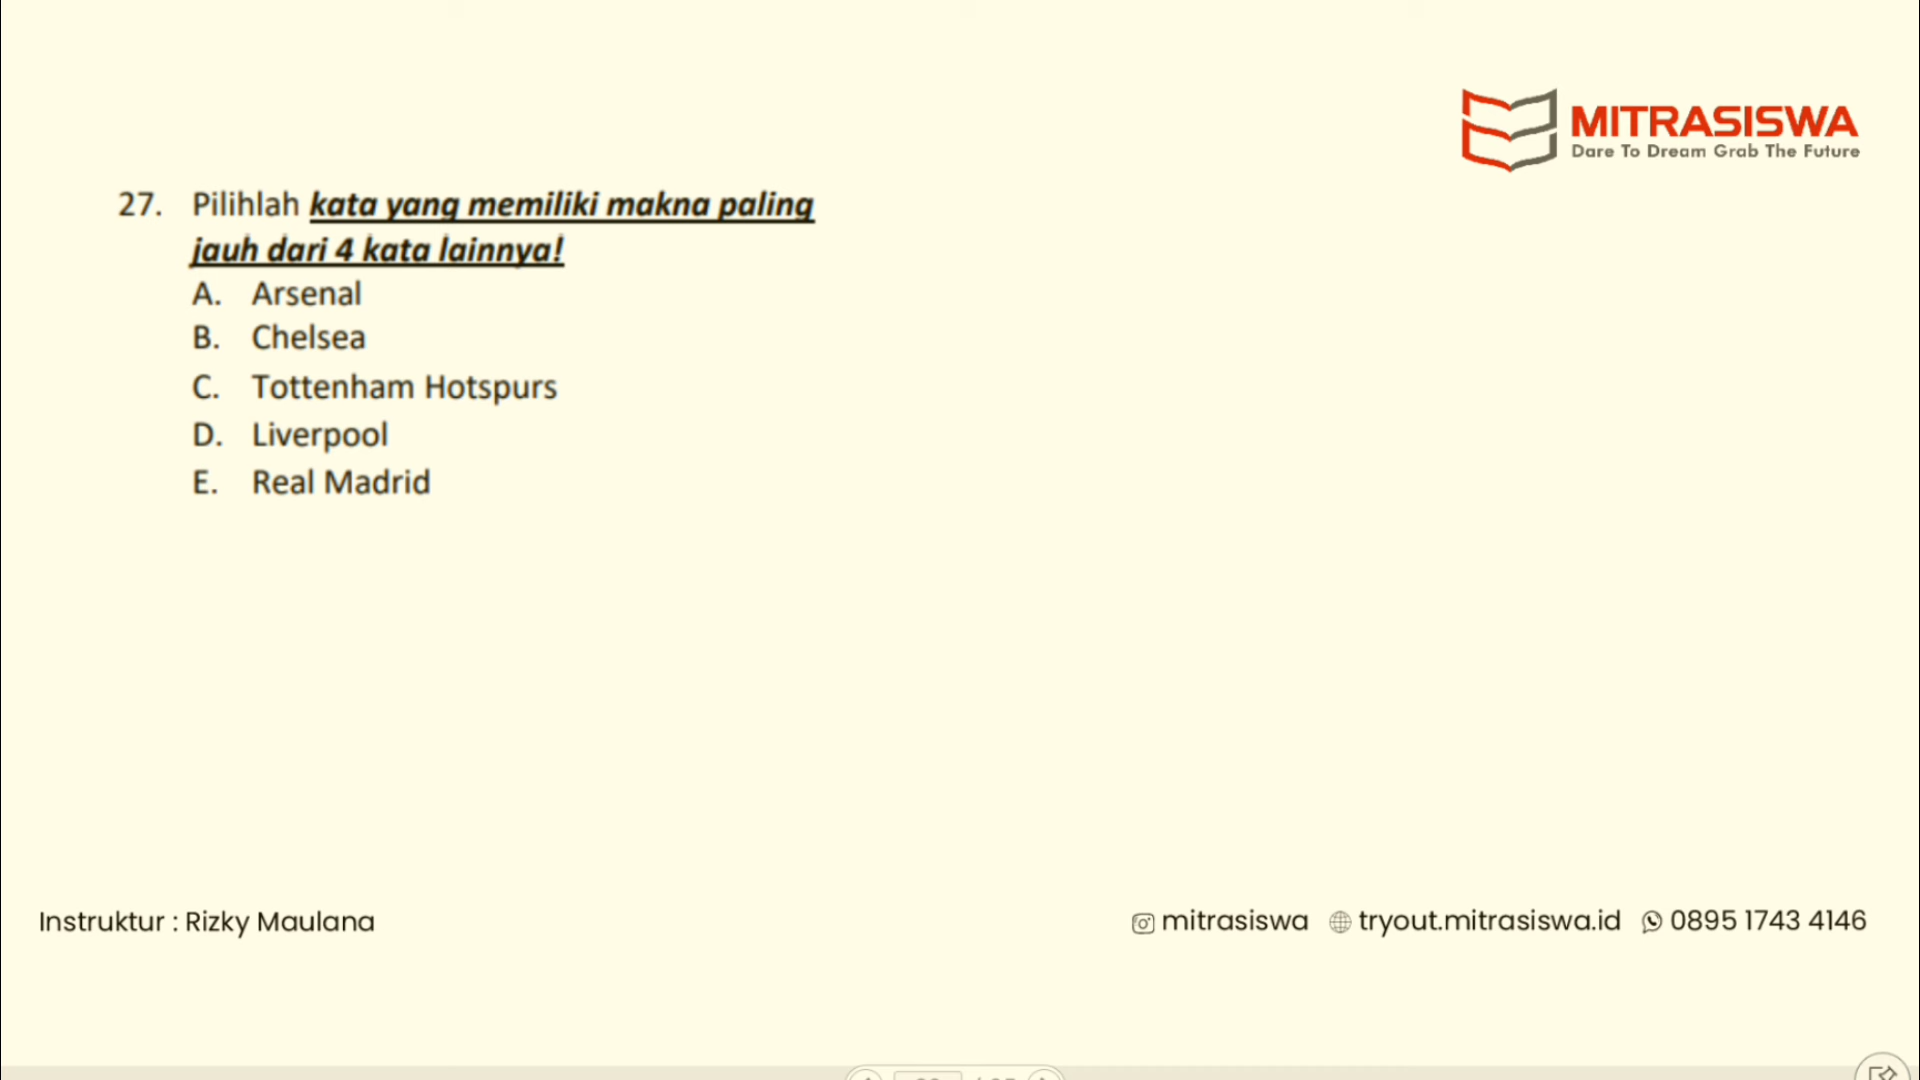 MITRASISWA
Dare To Dream Grab The Future
27. Pilihlah kata yang memiliki makna paling
jauh dari 4 kata lainnya!
A. Arsenal
B. Chelsea
C. Tottenham Hotspurs
D. Liverpool
E. Real Madrid
Instruktur : Rizky Maulana
mitrasiswa tryout.mitrasiswa.id 0895 1743 4146